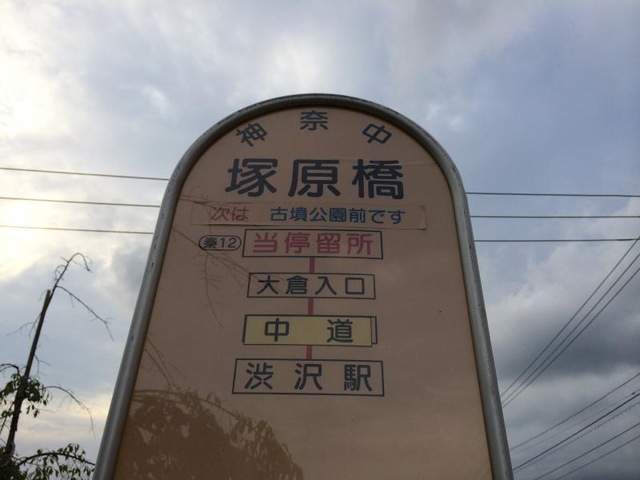 神奈中
塚原橋
次は 古墳公園前です
秦12 当停留所
大倉入口
中道
渋沢駅